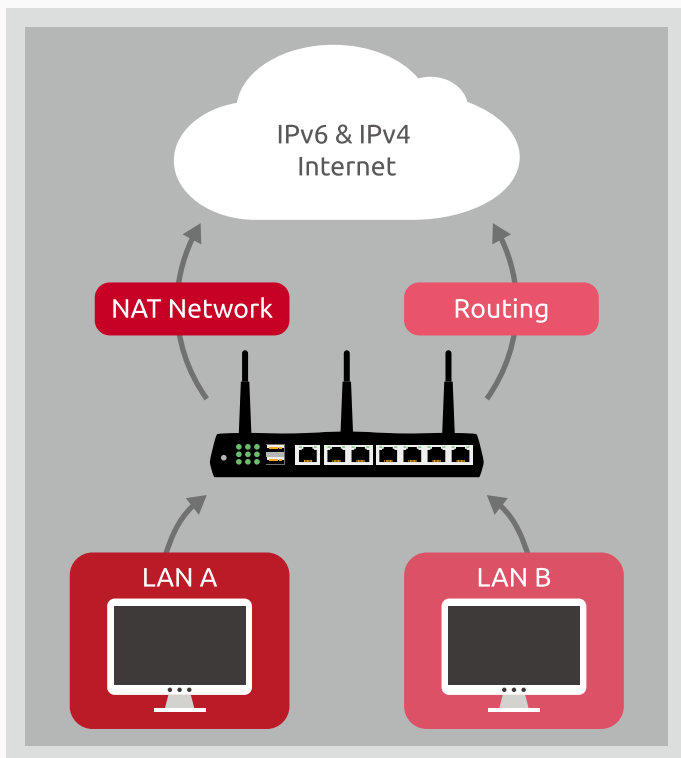 IPv6 & IPv4
Internet
NAT Network
Routing
LAN A
LAN B